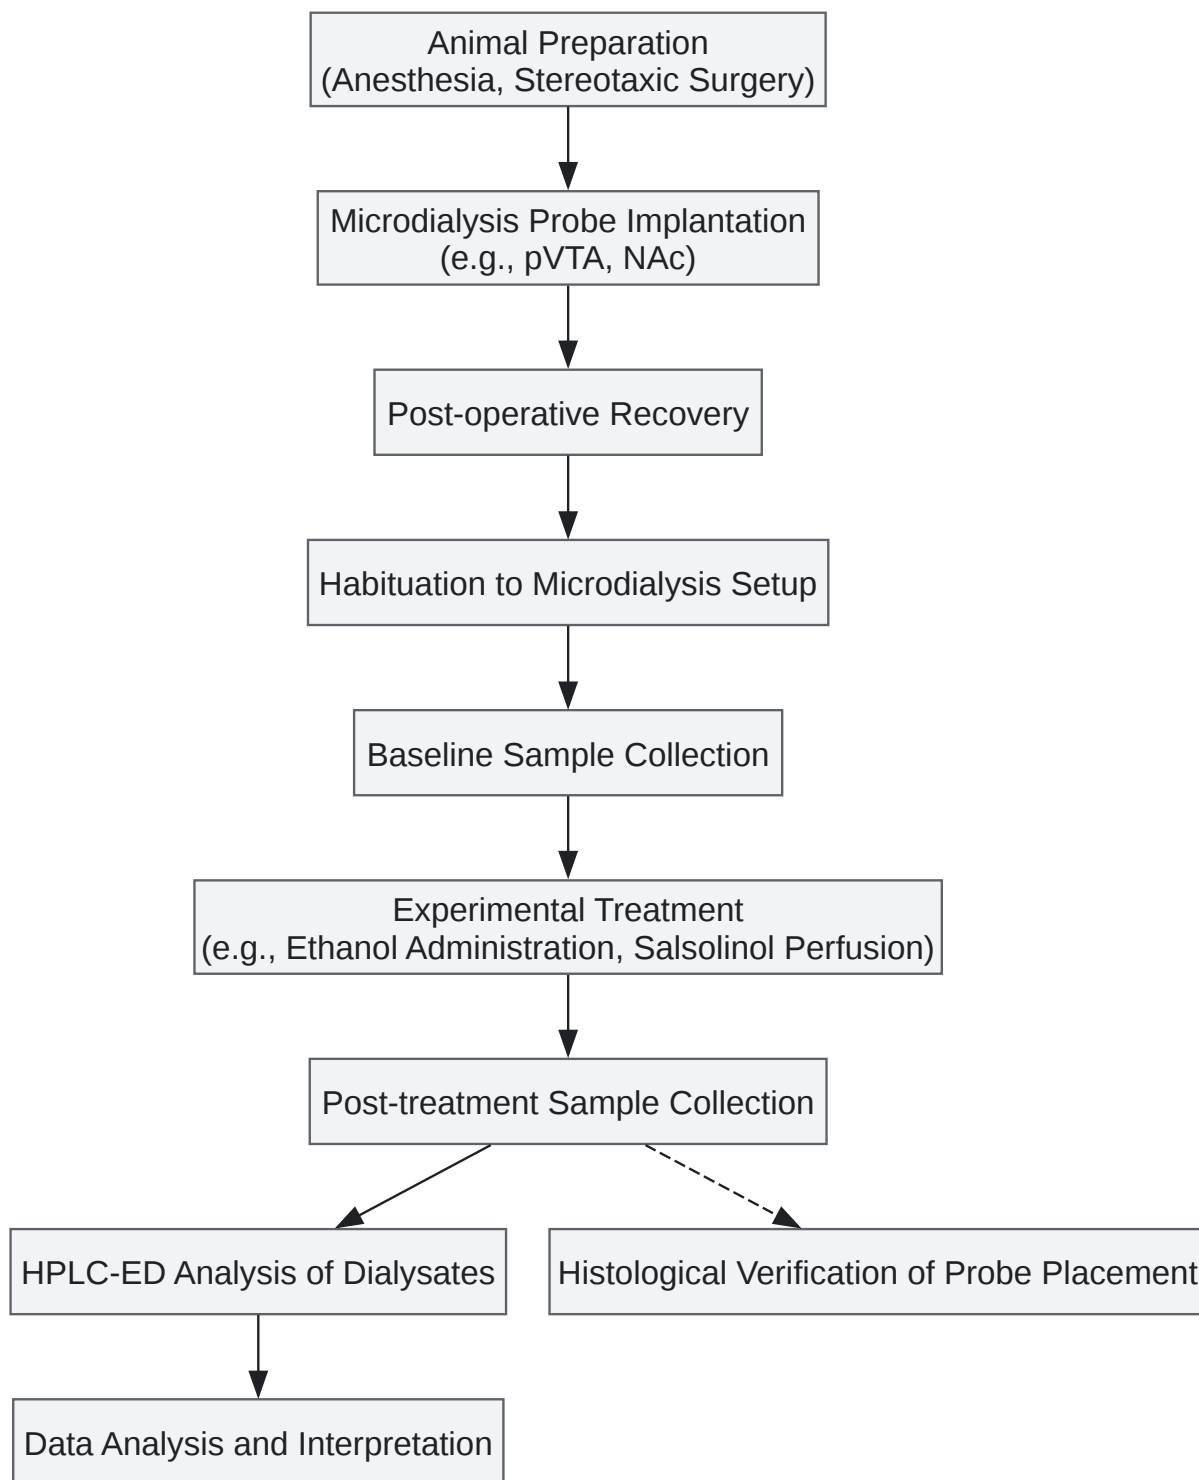 Animal Preparation
(Anesthesia, Stereotaxic Surgery)
Microdialysis Probe Implantation
(e.g., pVTA, NAc)
Post-operative Recovery
Habituation to Microdialysis Setup
Baseline Sample Collection
Experimental Treatment
(e.g., Ethanol Administration, Salsolinol Perfusion)
Post-treatment Sample Collection
HPLC-ED Analysis of Dialysates
Histological Verification of Probe Placement
Data Analysis and Interpretation